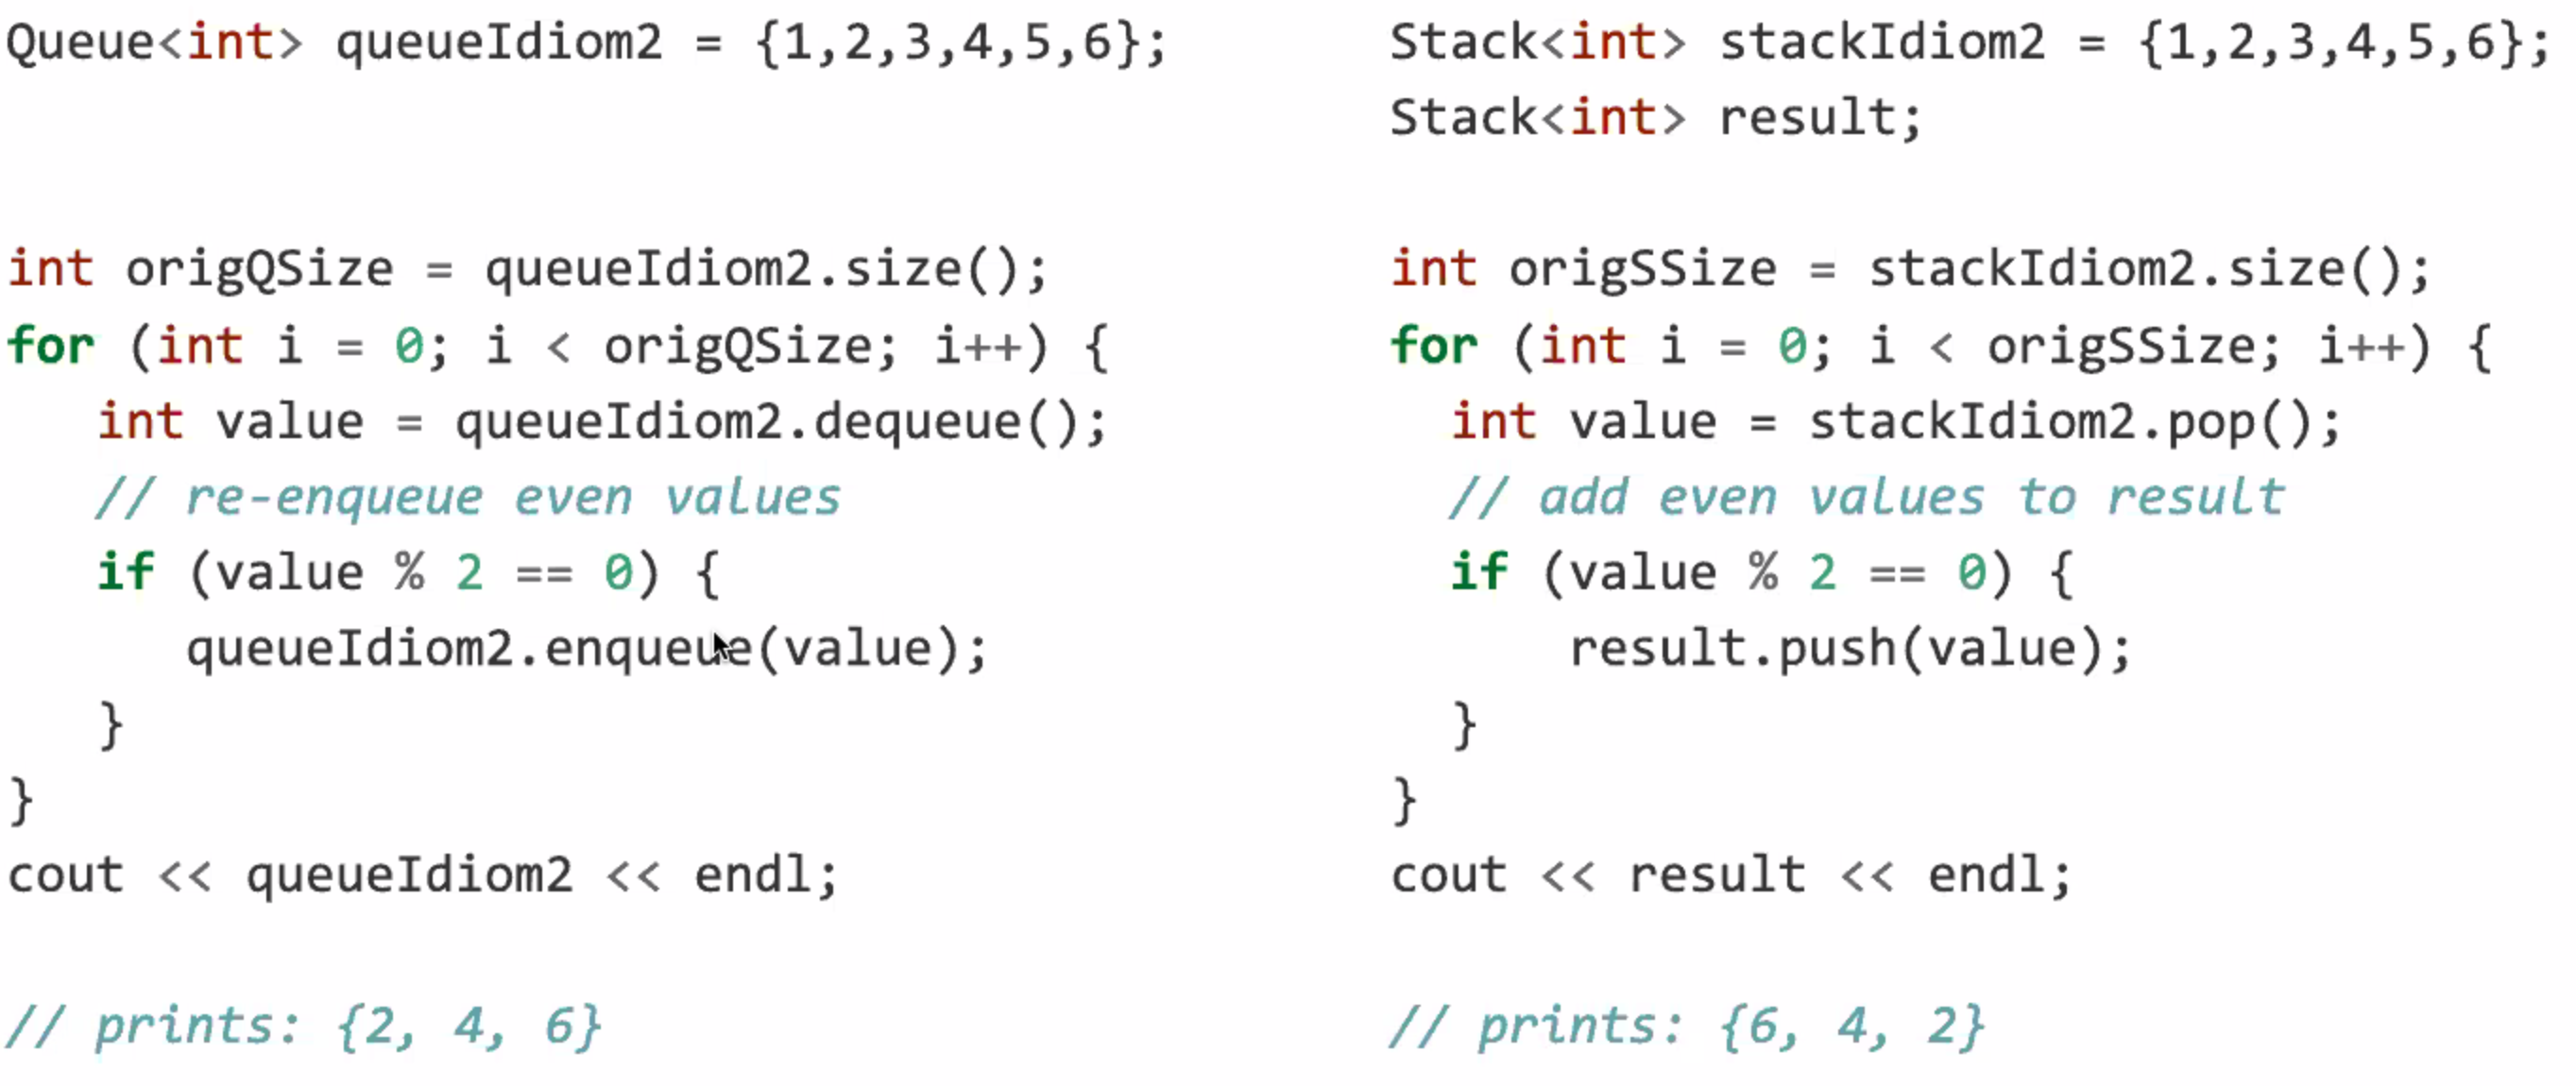 Queue<int> queueIdiom2 = {1,2,3,4,5,6};
int origQSize = queueIdiom2.size();
for (int i = 0; i < origQSize; i++) {
int value = queueIdiom2.dequeue();
// re-enqueue even values
if (value % 2 == 0) {
queueIdiom2.enqueue(value);
}
}
cout << queueIdiom2 << endl;
// prints: {2, 4, 6}
Stack<int> stackIdiom2 = {1,2,3,4,5,6};
Stack<int> result;
int origSSize = stackIdiom2.size();
for (int i = 0; i < origSSize; i++) {
int value = stackIdiom2.pop();
// add even values to result
if (value % 2 == 0) {
result.push(value);
}
}
cout << result << endl;
// prints: {6, 4, 2}